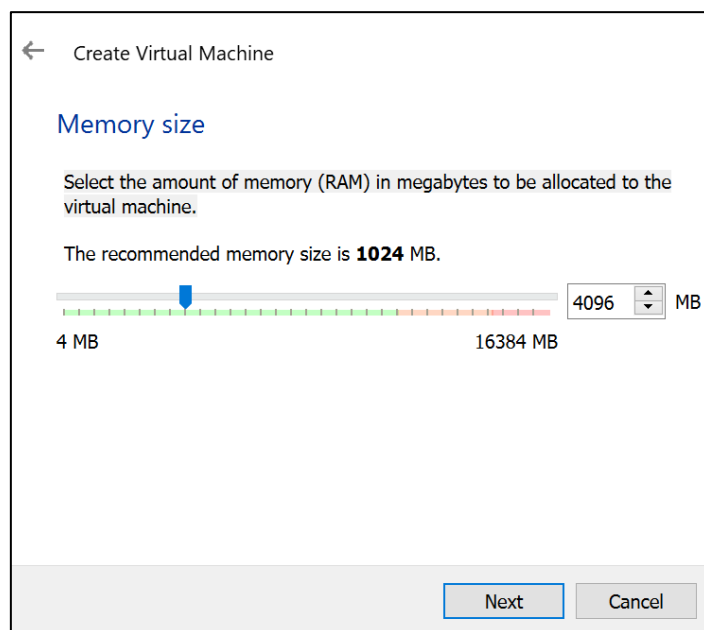 Create Virtual Machine
Memory size
Select the amount of memory (RAM) in megabytes to be allocated to the
virtual machine.
The recommended memory size is 1024 MB.
4096 MB
4 MB 16384 MB
Next Cancel